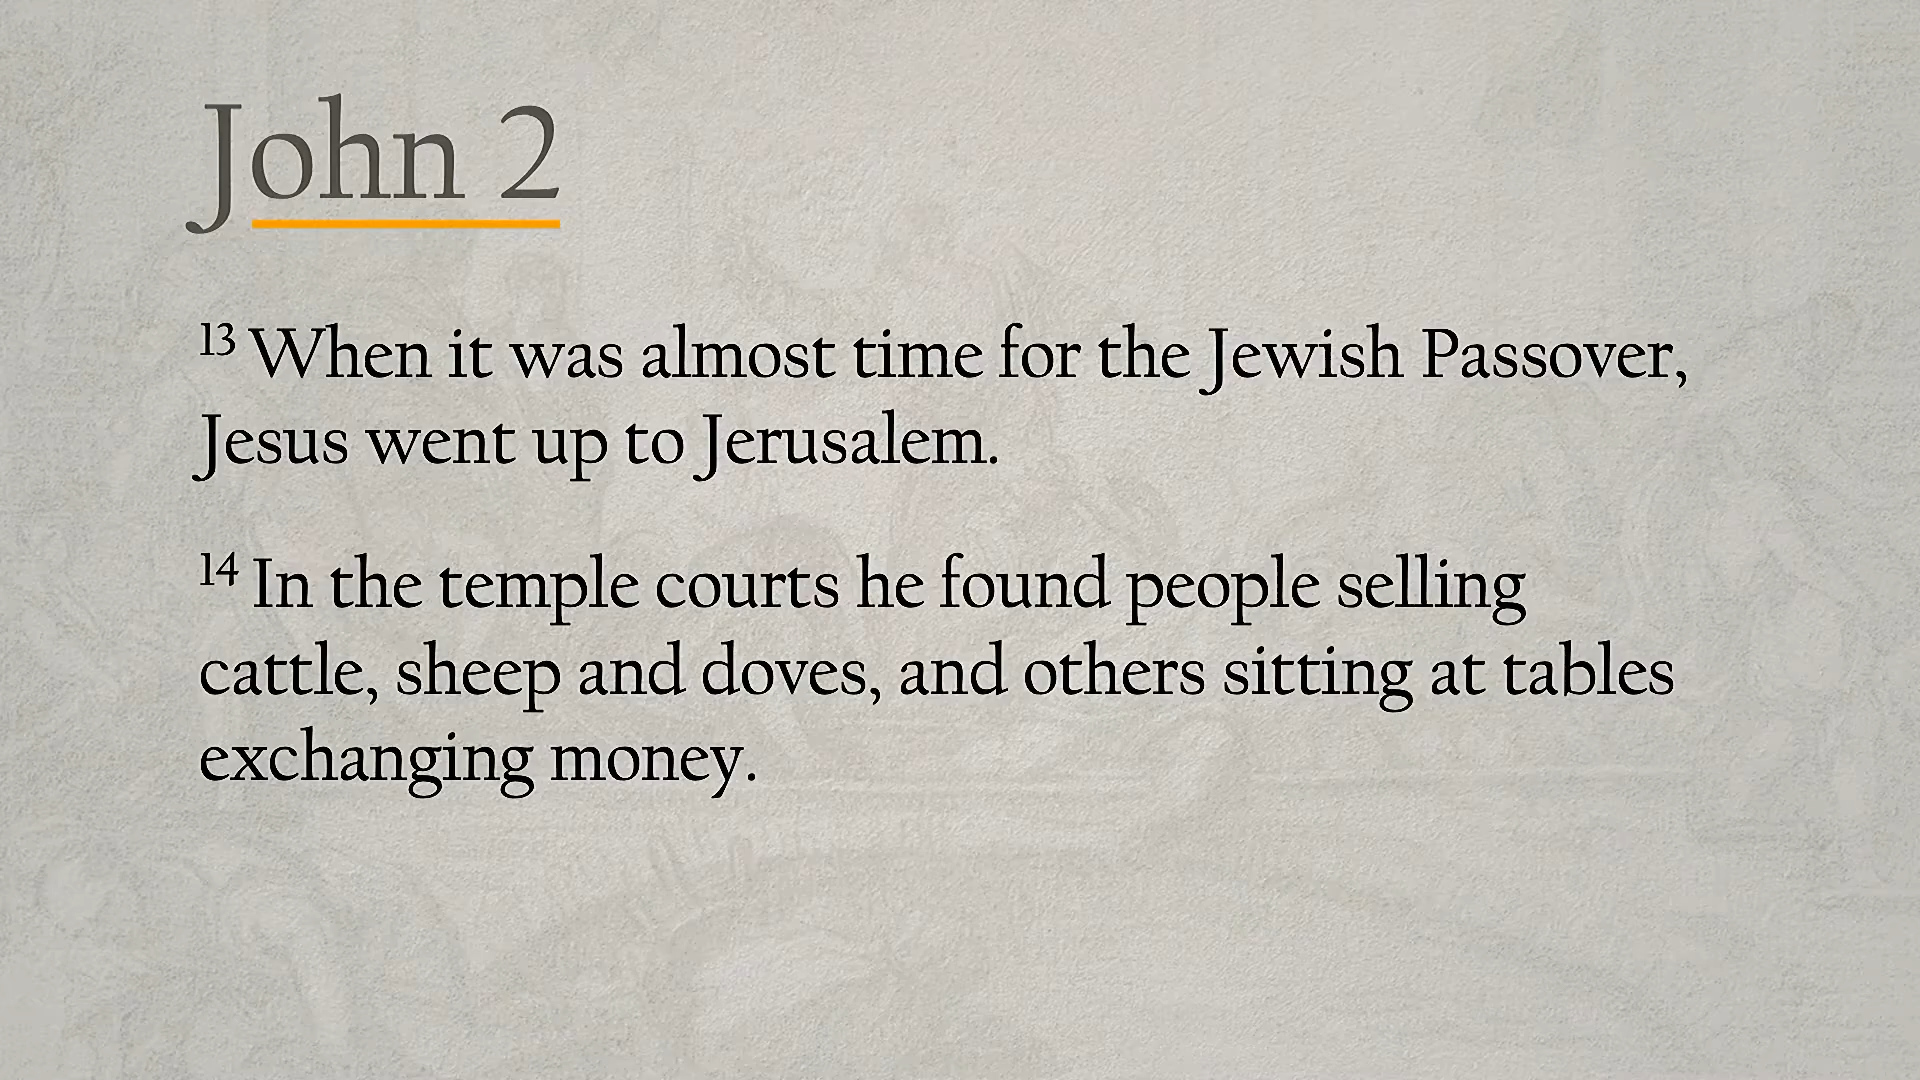 John 2
13 When it was almost time for the Jewish Passover,
Jesus went up to Jerusalem.
14 In the temple courts he found people selling
cattle, sheep and doves, and others sitting at tables
exchanging money.